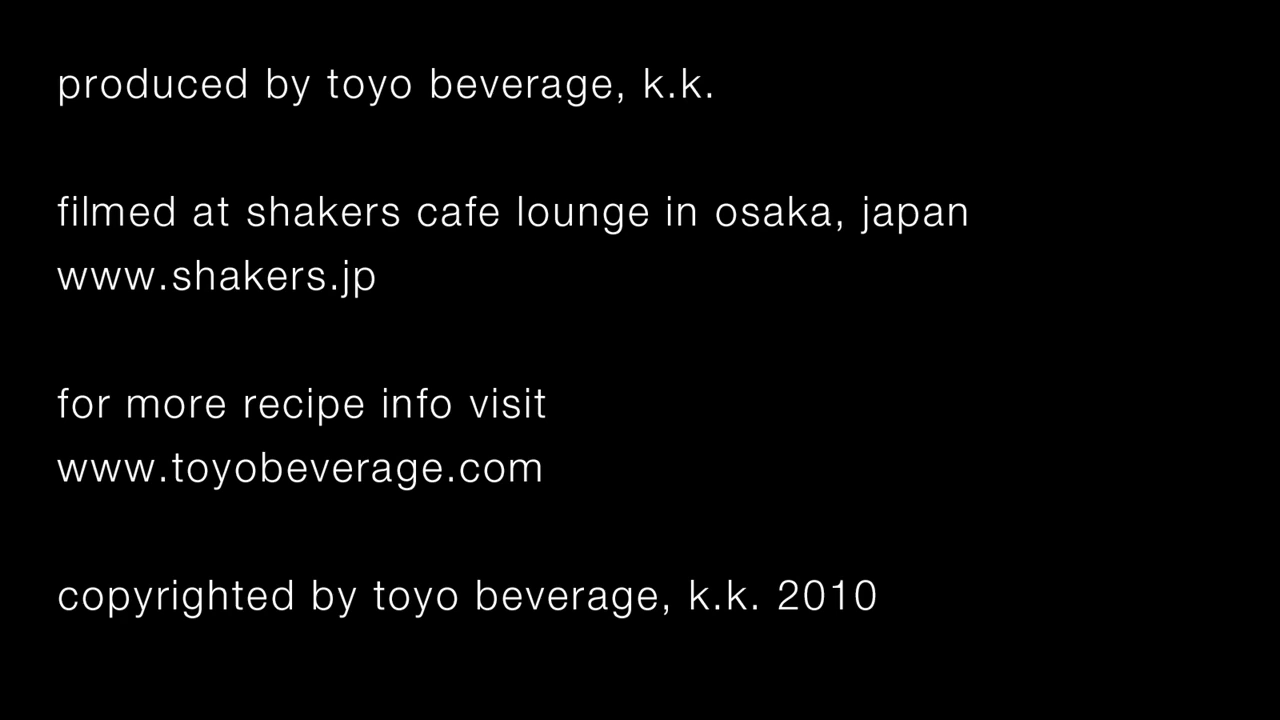 produced by toyo beverage, k.k.
filmed at shakers cafe lounge in osaka, japan
www.shakers.jp
for more recipe info visit
www.toyobeverage.com
copyrighted by toyo beverage, k.k. 2010